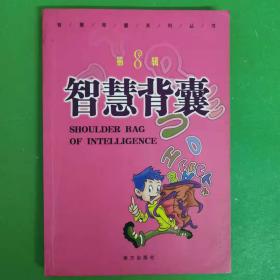 智/慧/背/囊/系/列/丛/书
第8辑
智慧背囊
SHOULDER BAG
OF INTELLIGENCE
南方出版社